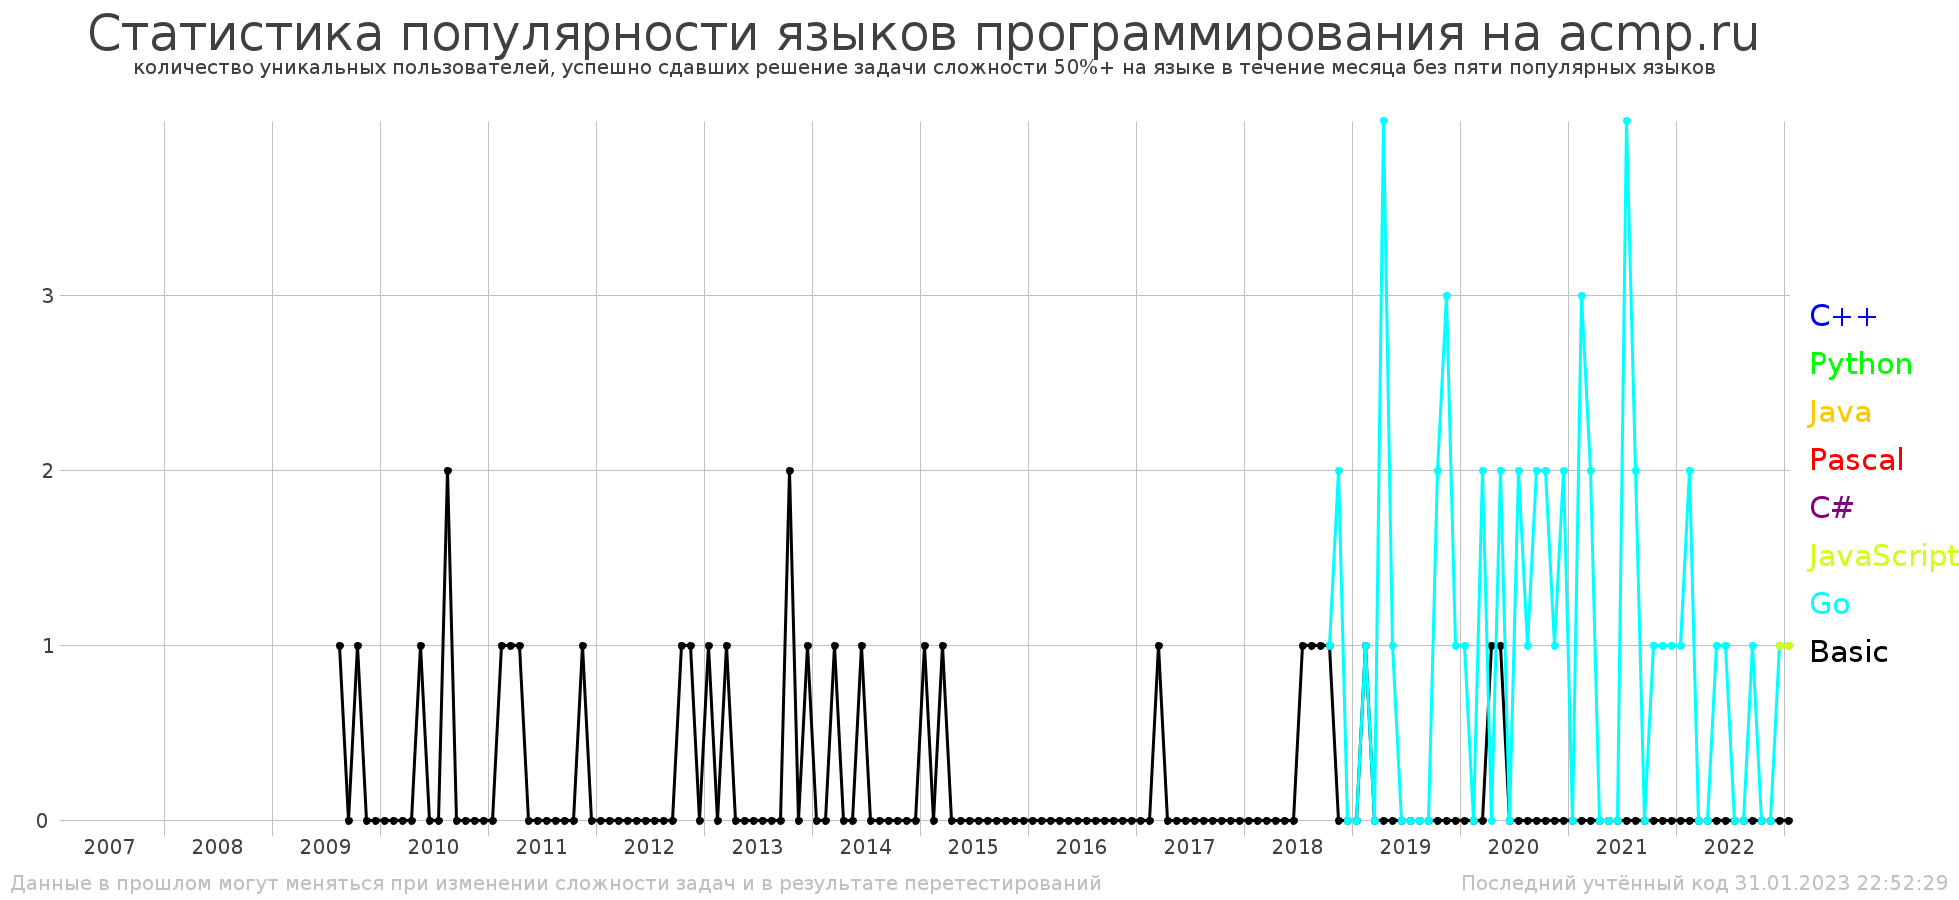 Статистика популярности языков программирования на acmp.ru
количество уникальных пользователей, успешно сдавших решение задачи сложности 50%+ на языке в течение месяца без пяти популярных языков
3
2
1
0
C++
Python
Java
Pascal
C#
JavaScript
Go
Basic
2007 2008 2009 2010 2011 2012 2013 2014 2015 2016 2017 2018 2019 2020 2021 2022
Данные в прошлом могут меняться при изменении сложности задач и в результате перетестирований
Последний учтённый код 31.01.2023 22:52:29